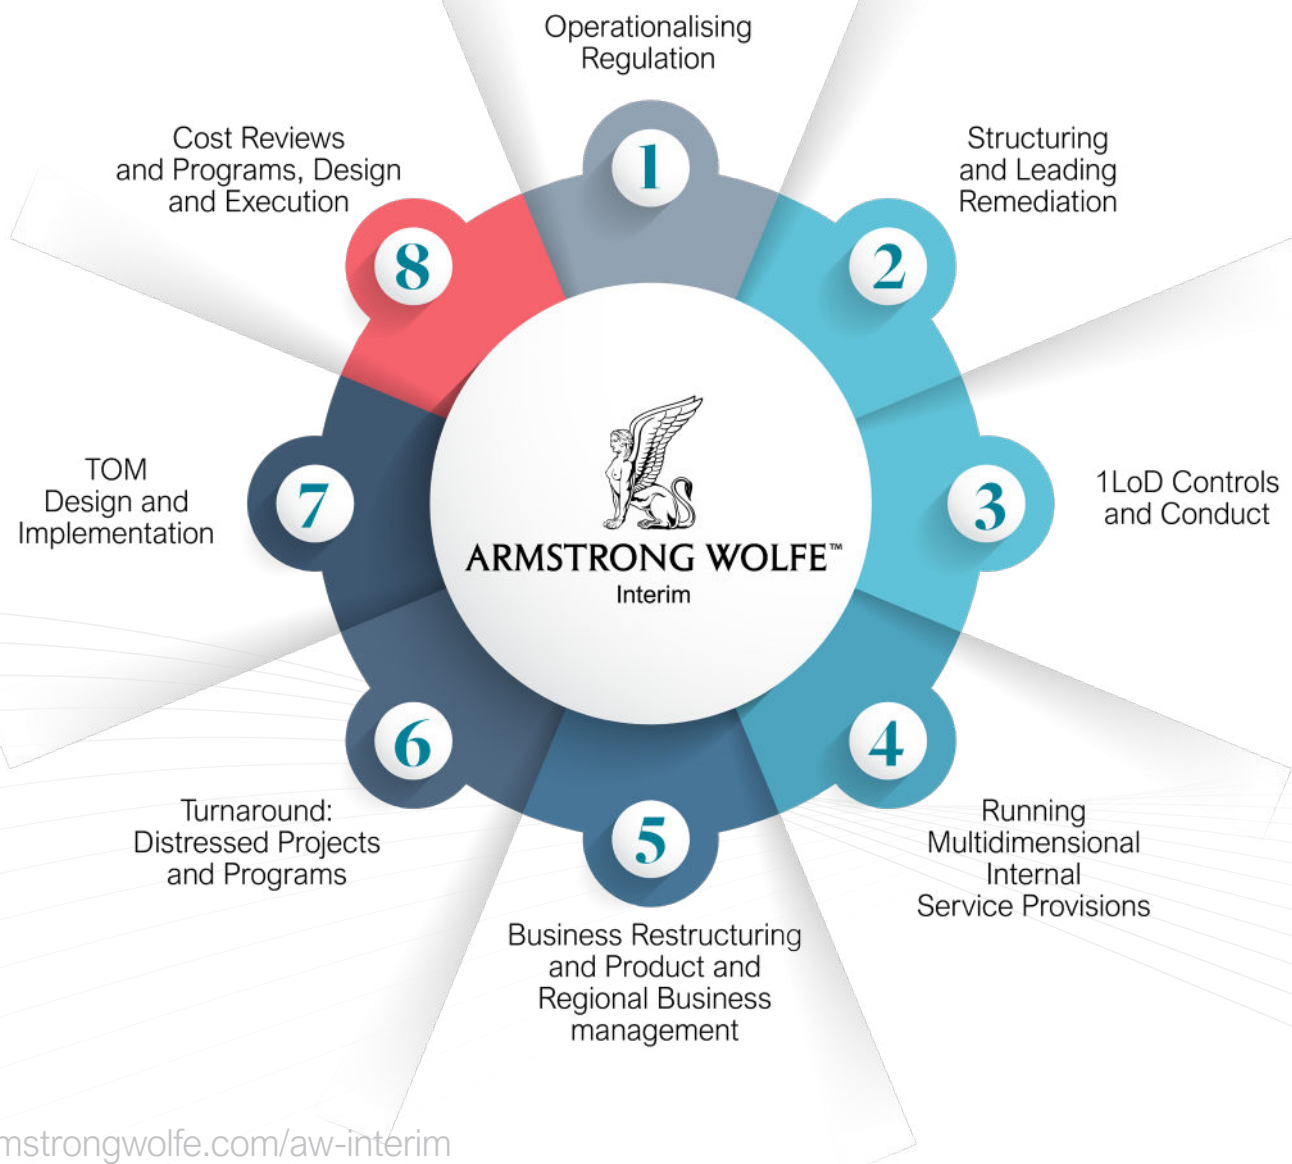 Operationalising
Regulation
1
Structuring
and Leading
Remediation
2
1LoD Controls
and Conduct
3
Running
Multidimensional
Internal
Service Provisions
4
Business Restructuring
and Product and
Regional Business
management
5
Turnaround:
Distressed Projects
and Programs
6
TOM
Design and
Implementation
7
Cost Reviews
and Programs, Design
and Execution
8
ARMSTRONG WOLFE™
Interim
mstrongwolfe.com/aw-interim